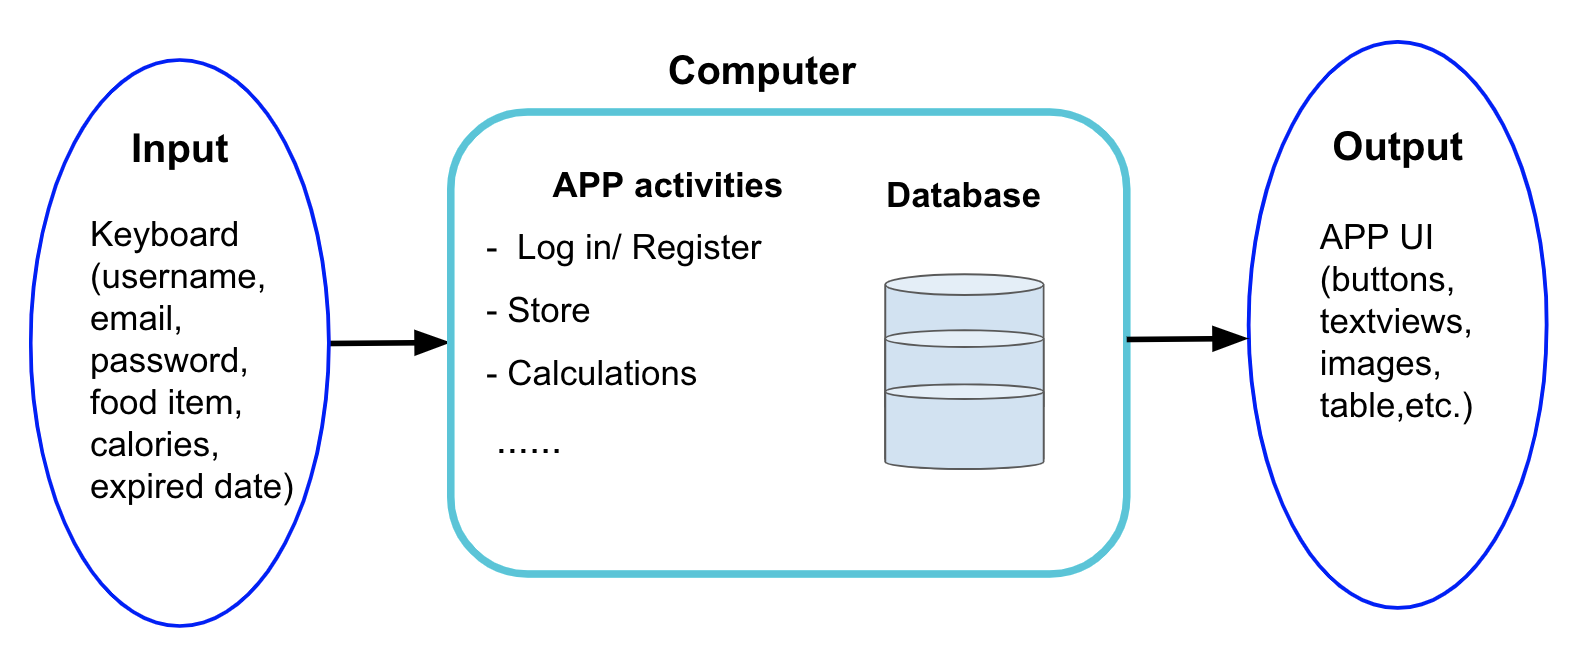 Computer
Input
Keyboard
(username,
email,
password,
food item,
calories,
expired date)
APP activities
-  Log in/ Register
- Store
- Calculations
......
Database
Output
APP UI
(buttons,
textviews,
images,
table,etc.)